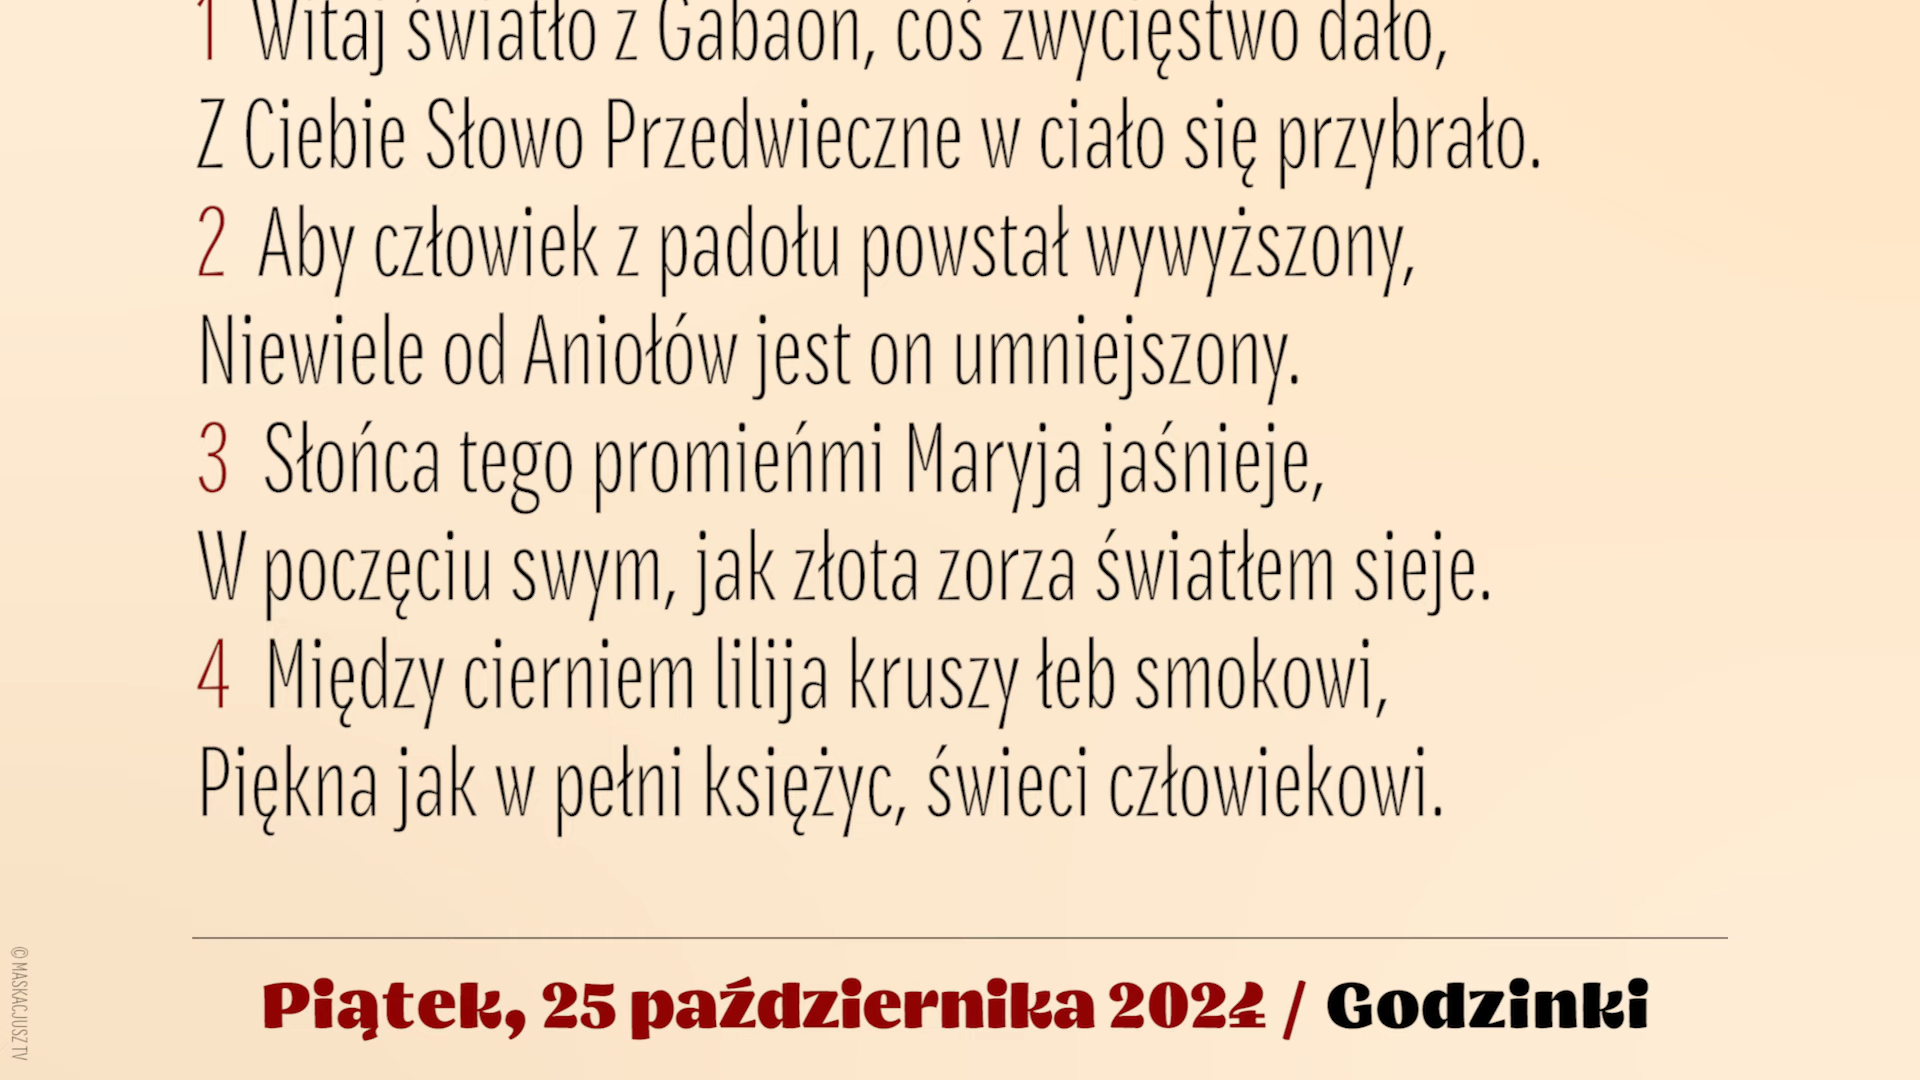 1 Witaj światło z Gabaon, coś zwycięstwo dało,
Z Ciebie Słowo Przedwieczne w ciało się przybrało.
2 Aby człowiek z padołu powstał wywyższony,
Niewiele od Aniołów jest on umniejszony.
3 Słońca tego promieńmi Maryja jaśnieje,
W poczęciu swym, jak złota zorza światłem sieje.
4 Między cierniem lilija kruszy łeb smokowi,
Piękna jak w pełni księżyc, świeci człowiekowi.
Piątek, 25 października 2024 / Godzinki
© MASKACJUSZ TV